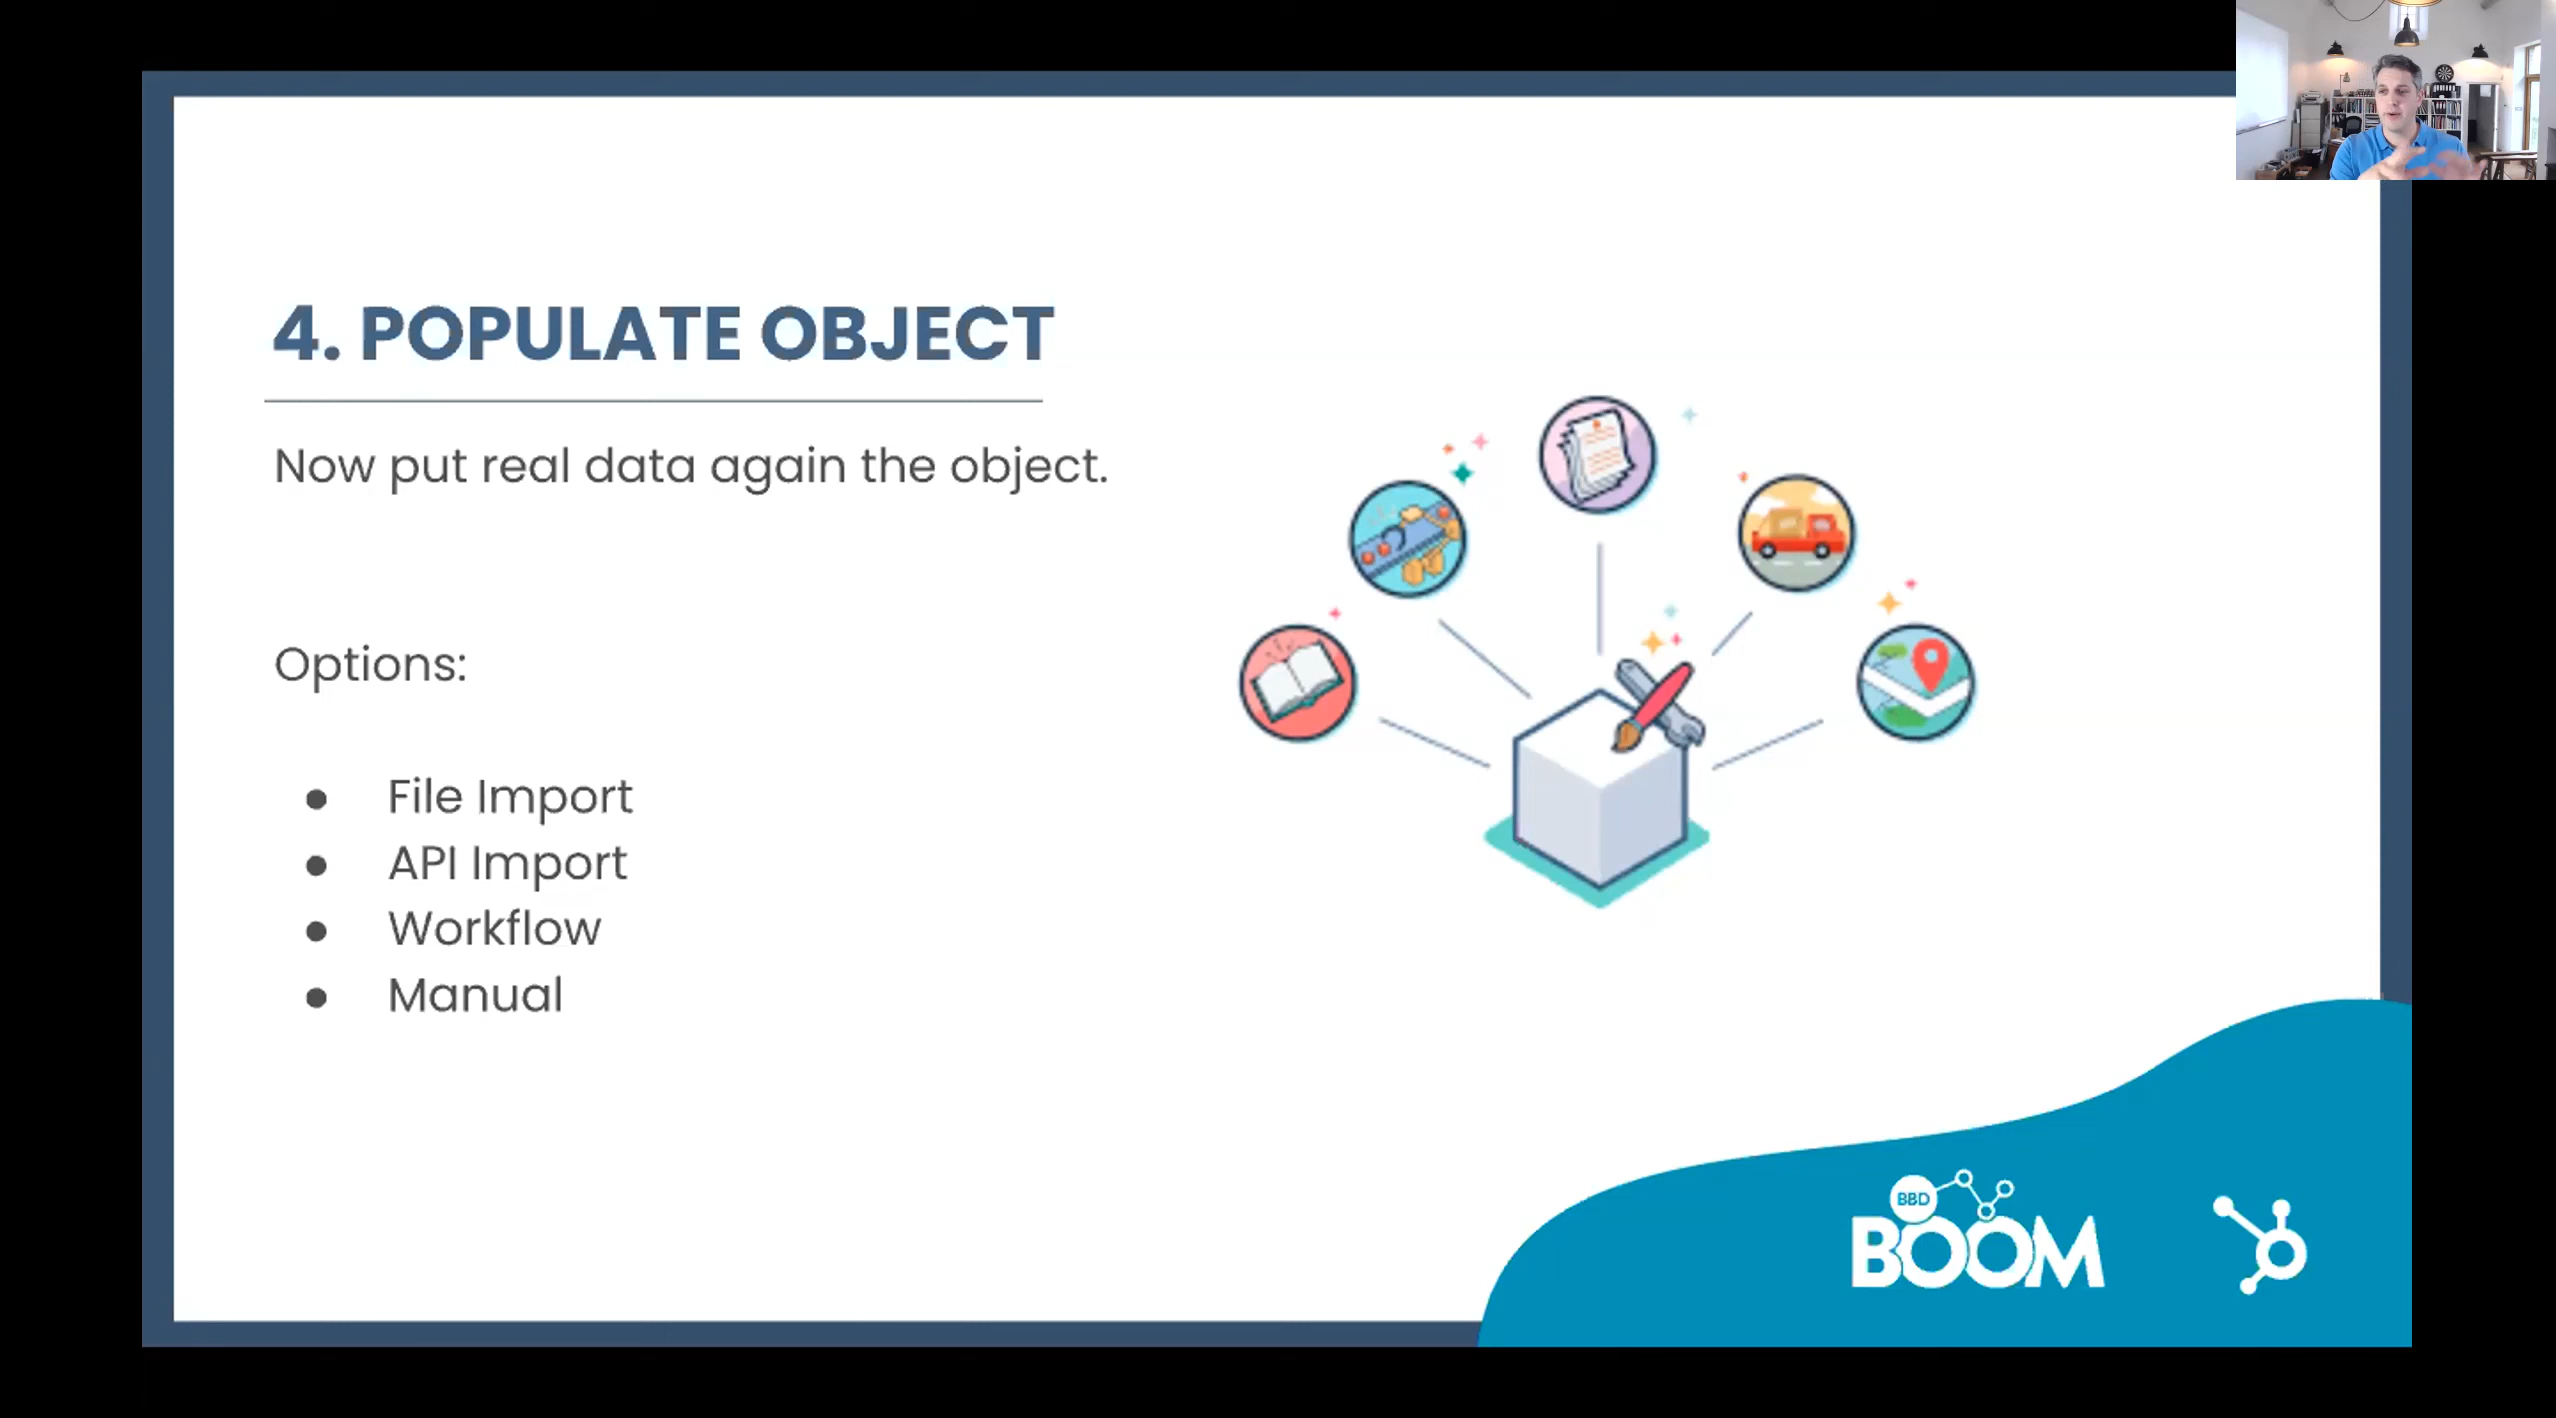 4. POPULATE OBJECT
Now put real data again the object.
Options:
● File Import
● API Import
● Workflow
● Manual
BBD
BOOM